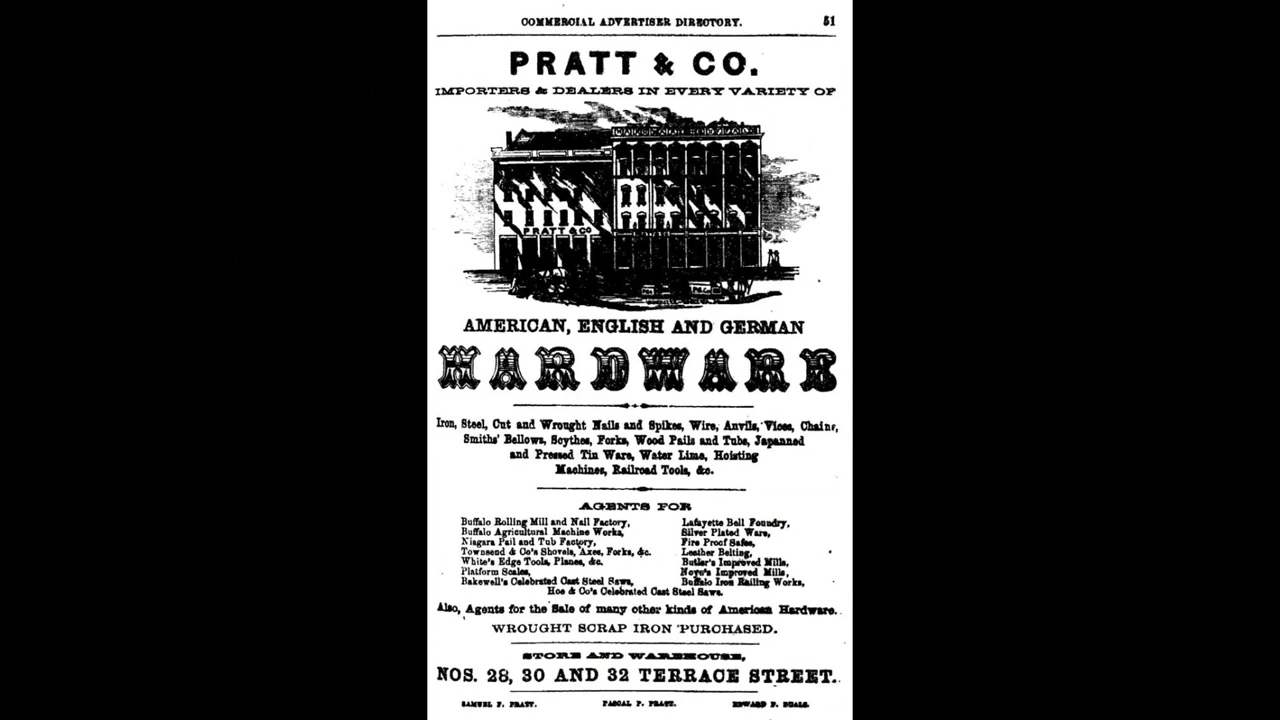 COMMERCIAL ADVERTISER DIRECTORY. 51
PRATT & CO.
IMPORTERS & DEALERS IN EVERY VARIETY OF
PRATT & CO
AMERICAN, ENGLISH AND GERMAN
HARDWARE
Iron, Steel, Cut and Wrought Nails and Spikes, Wire, Anvils, Vices, Chains,
Smiths' Bellows, Scythes, Forks, Wood Pails and Tubs, Japanned
and Pressed Tin Ware, Water Lime, Hoisting
Machines, Railroad Tools, &c.
AGENTS FOR
Buffalo Rolling Mill and Nail Factory,
Buffalo Agricultural Machine Works,
Niagara Pail and Tub Factory,
Townsend & Co's Shovels, Axes, Forks, &c.
White's Edge Tools, Planes, &c.
Platform Scales,
Bakewell's Celebrated Cast Steel Saws,
Lafayette Bell Foundry,
Silver Plated Ware,
Fire Proof Safes,
Leather Belting,
Butler's Improved Mills,
Noye's Improved Mills,
Buffalo Iron Railing Works,
Hoe & Co's Celebrated Cast Steel Saws.
Also, Agents for the Sale of many other kinds of American Hardware.
WROUGHT SCRAP IRON PURCHASED.
STORE AND WAREHOUSE,
NOS. 28, 30 AND 32 TERRACE STREET.
SAMUEL F. PRATT. PASCAL P. PRATT. EDWARD P. BEALS.